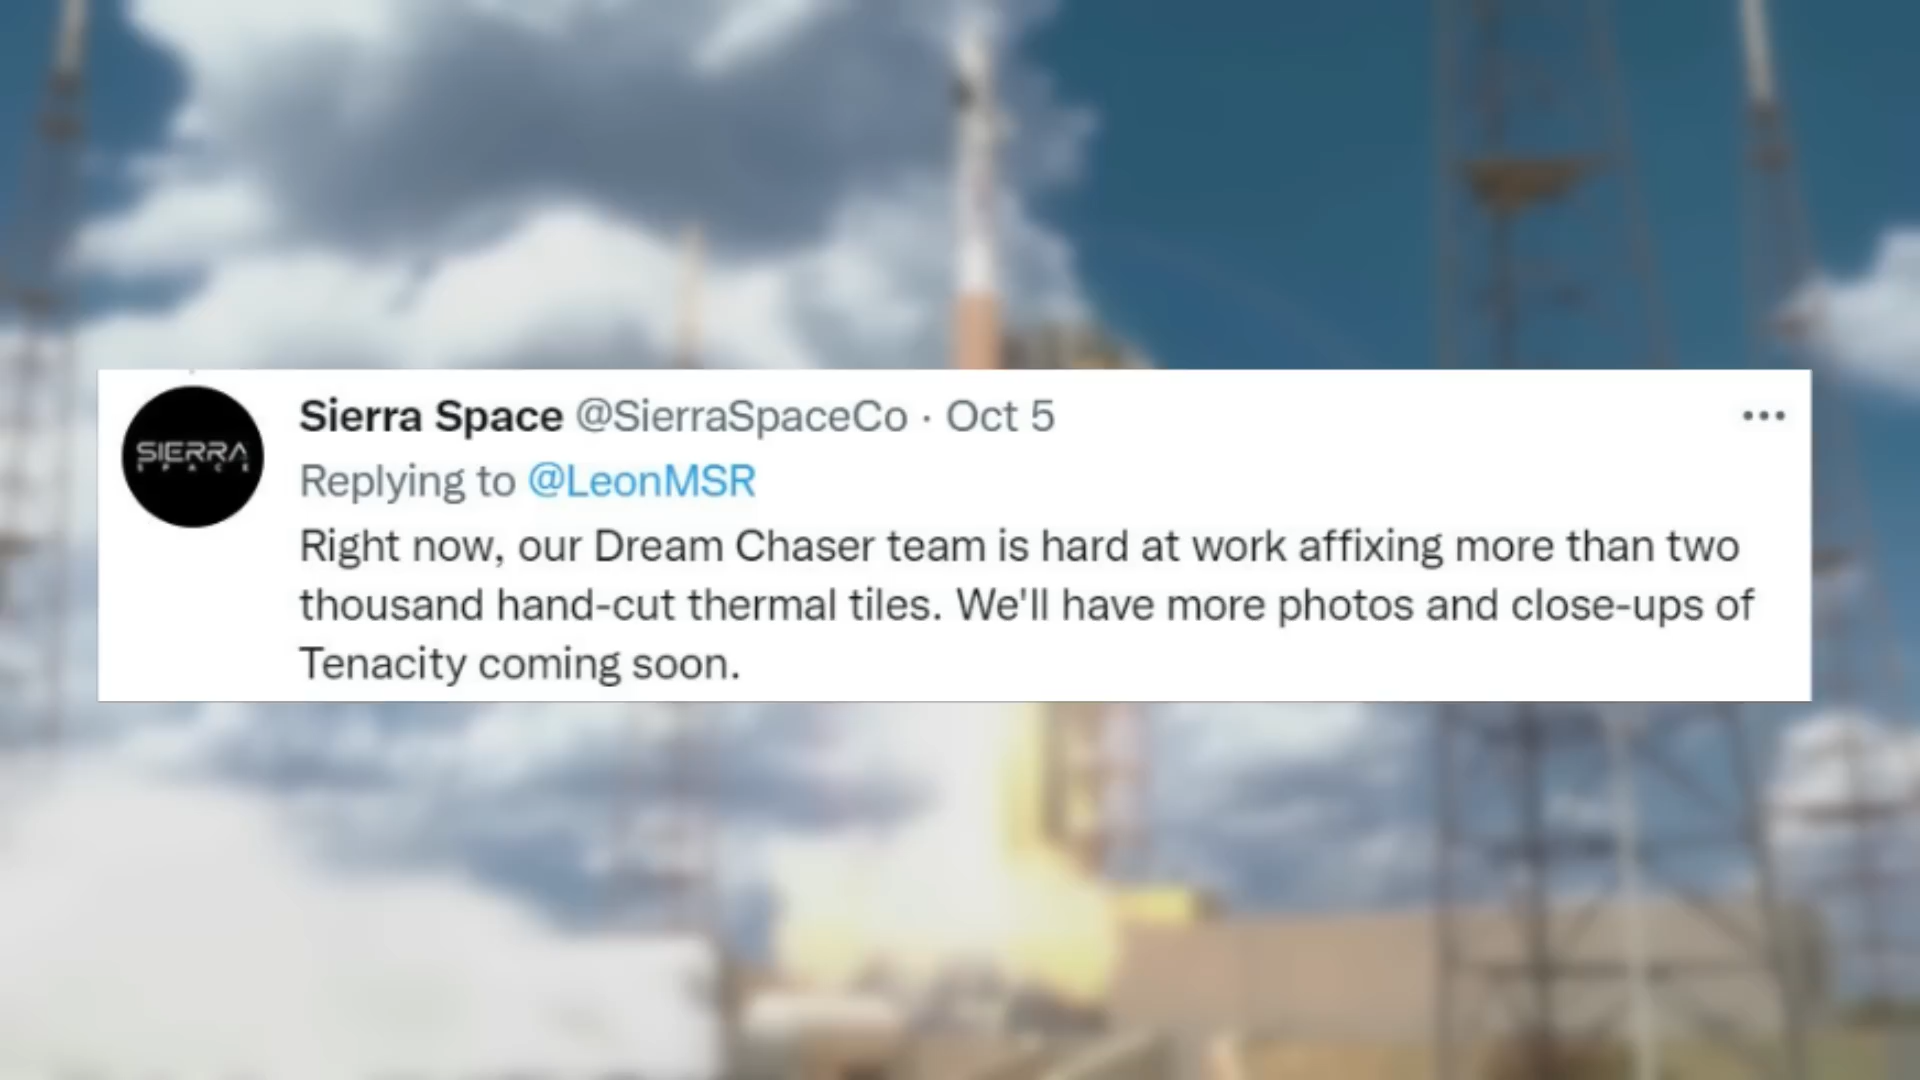 SIERRA
SPACE
Sierra Space @SierraSpaceCo · Oct 5
Replying to @LeonMSR
Right now, our Dream Chaser team is hard at work affixing more than two
thousand hand-cut thermal tiles. We'll have more photos and close-ups of
Tenacity coming soon.